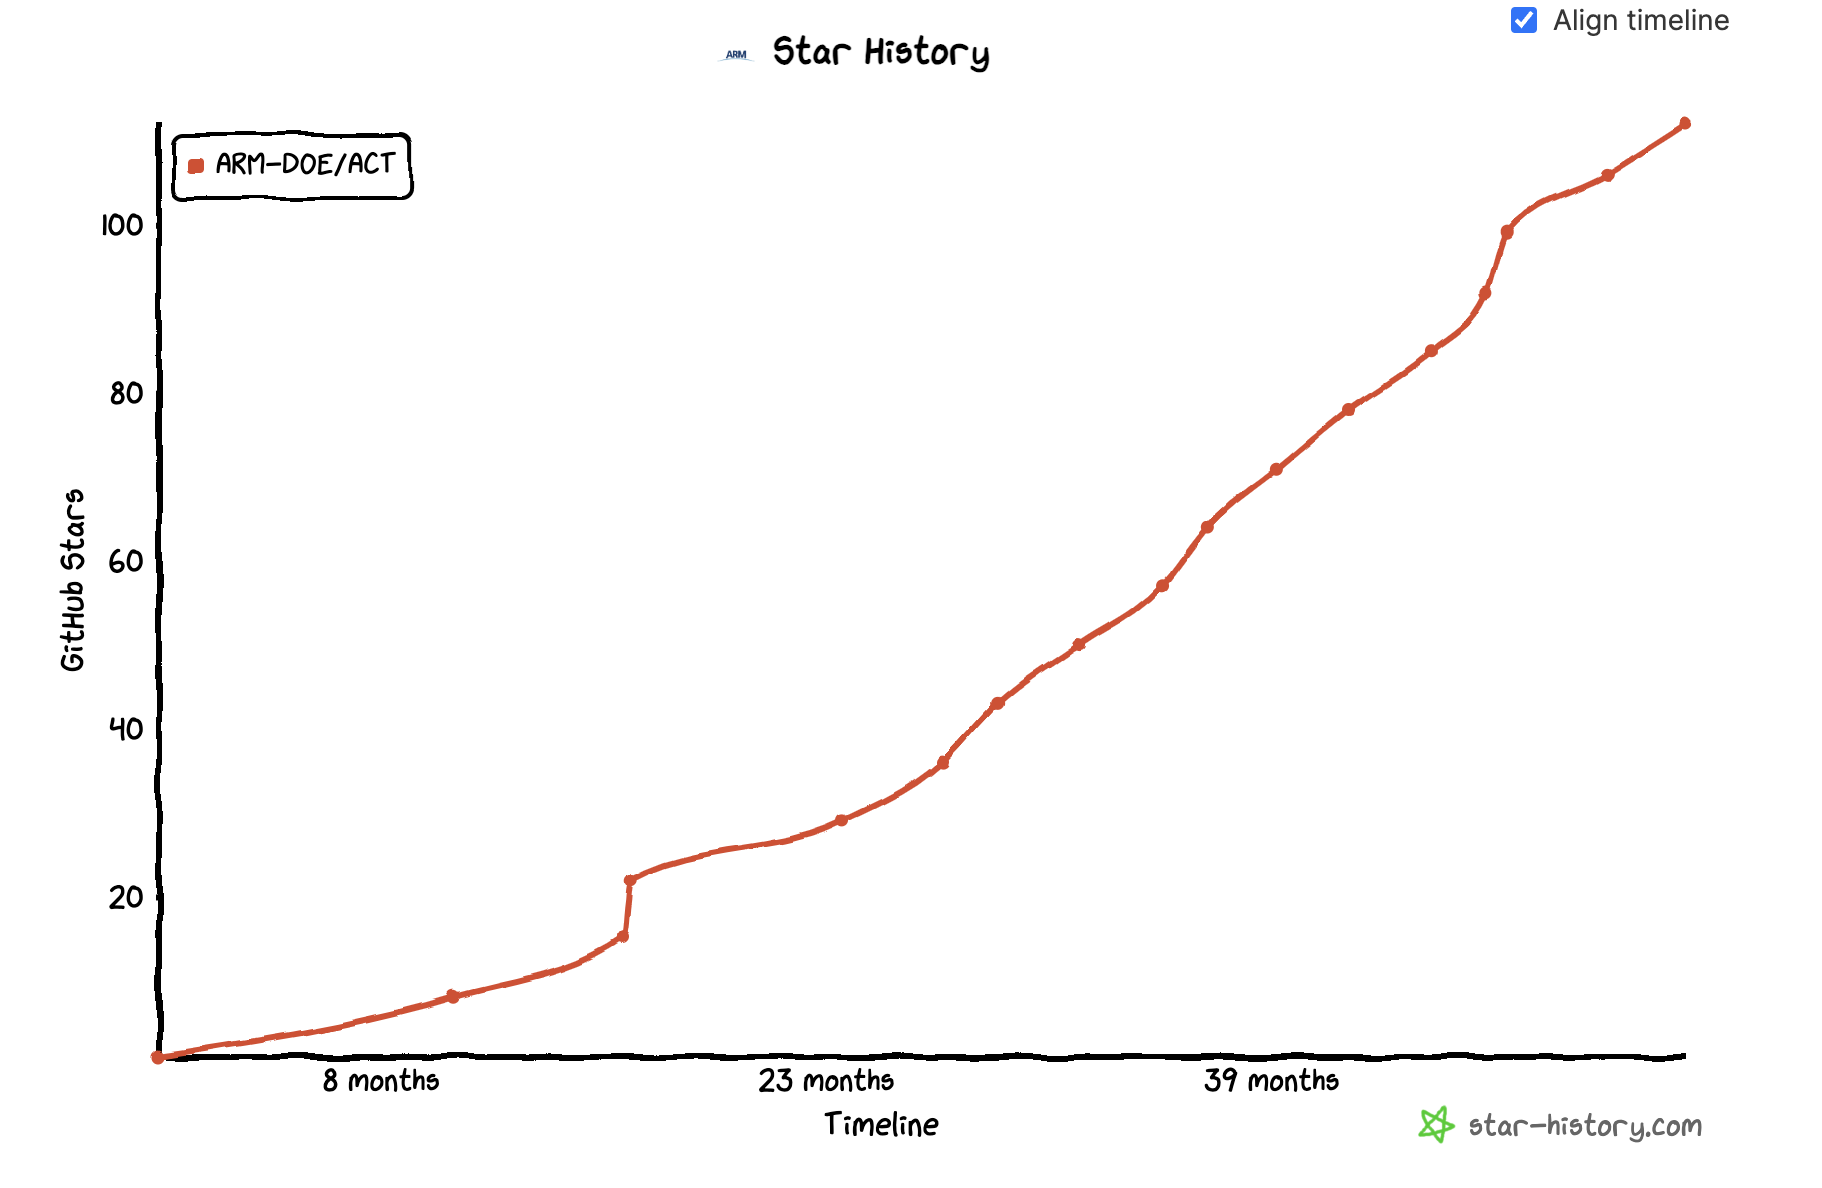 Align timeline
ARM Star History
ARM-DOE/ACT
100
80
60
40
20
GitHub Stars
8 months
23 months
39 months
Timeline
star-history.com